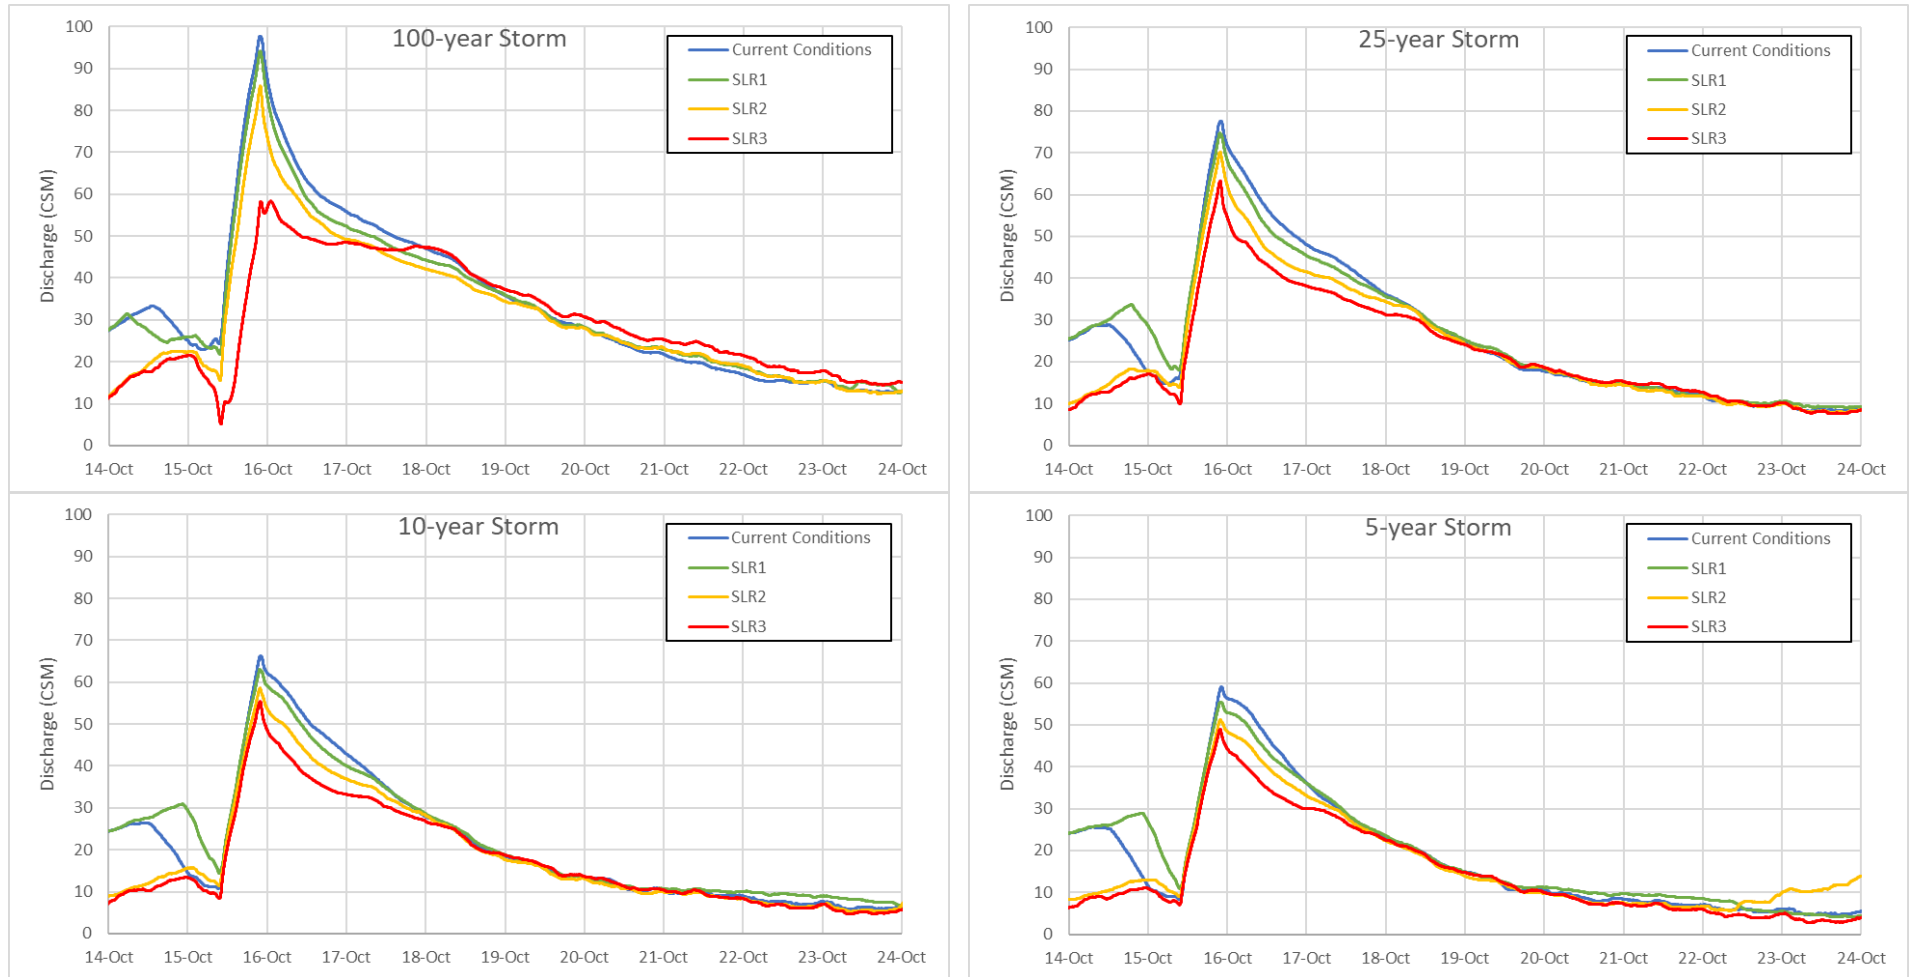 100-year Storm
Current Conditions
SLR1
SLR2
SLR3
Discharge (CSM)
100
90
80
70
60
50
40
30
20
10
0
14-Oct 15-Oct 16-Oct 17-Oct 18-Oct 19-Oct 20-Oct 21-Oct 22-Oct 23-Oct 24-Oct
25-year Storm
Current Conditions
SLR1
SLR2
SLR3
Discharge (CSM)
100
90
80
70
60
50
40
30
20
10
0
14-Oct 15-Oct 16-Oct 17-Oct 18-Oct 19-Oct 20-Oct 21-Oct 22-Oct 23-Oct 24-Oct
10-year Storm
Current Conditions
SLR1
SLR2
SLR3
Discharge (CSM)
100
90
80
70
60
50
40
30
20
10
0
14-Oct 15-Oct 16-Oct 17-Oct 18-Oct 19-Oct 20-Oct 21-Oct 22-Oct 23-Oct 24-Oct
5-year Storm
Current Conditions
SLR1
SLR2
SLR3
Discharge (CSM)
100
90
80
70
60
50
40
30
20
10
0
14-Oct 15-Oct 16-Oct 17-Oct 18-Oct 19-Oct 20-Oct 21-Oct 22-Oct 23-Oct 24-Oct